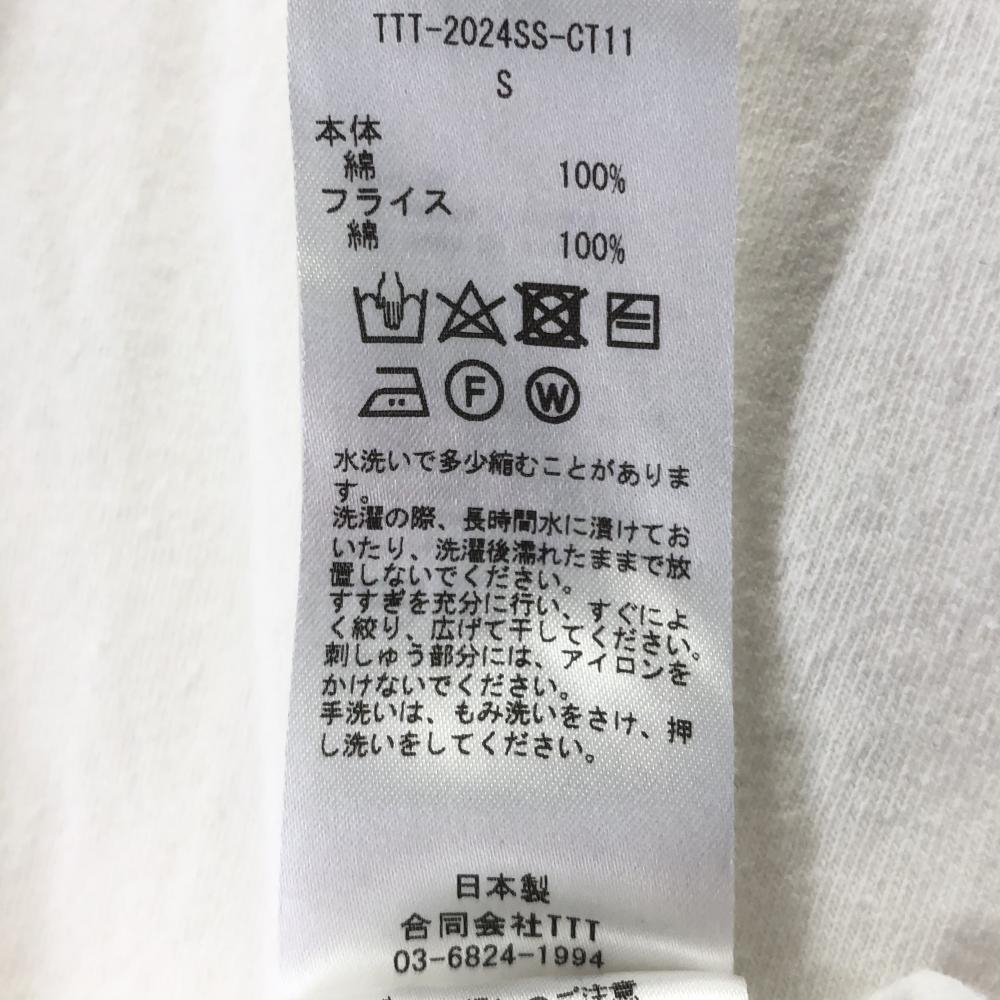 TTT-2024SS-CT11
S
本体
綿 100%
フライス
綿 100%
F W
水洗いで多少縮むことがありま
す。
洗濯の際、長時間水に漬けてお
いたり、洗濯後濡れたままで放
置しないでください。
すすぎを充分に行い、すぐによ
く絞り、広げて干してください。
刺しゅう部分には、アイロンを
かけないでください。
手洗いは、もみ洗いをさけ、押
し洗いをしてください。
日本製
合同会社TTT
03-6824-1994
のご注意